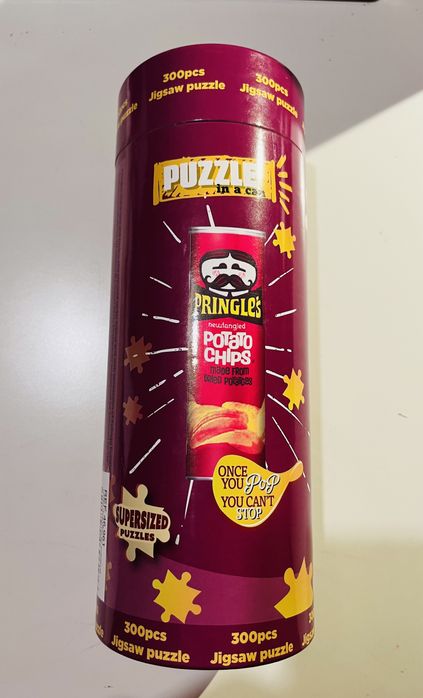 300pcs
Jigsaw puzzle
300pcs
Jigsaw puzzle
PUZZLE
in a can
PRINGLE'S
newfangled
POTATO
CHIPS
made from
dried potatoes
ONCE
YOU PoP
YOU CAN'T
STOP
SUPERSIZED
PUZZLES
300pcs
Jigsaw puzzle
300pcs
Jigsaw puzzle